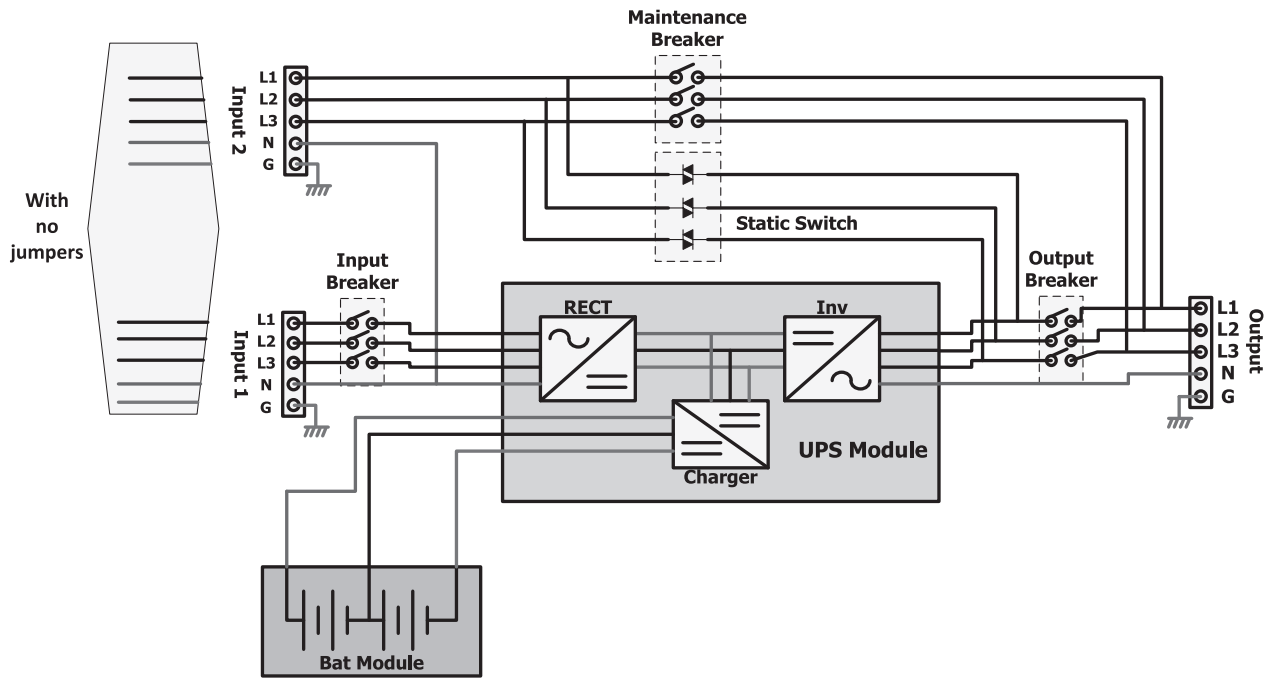 Maintenance
Breaker
L1
L2
L3
N
G
Input 2
With
no
jumpers
Static Switch
Input
Breaker
Output
Breaker
L1
L2
L3
N
G
Input 1
RECT
Inv
L1
L2
L3
N
G
Output
UPS Module
Charger
Bat Module